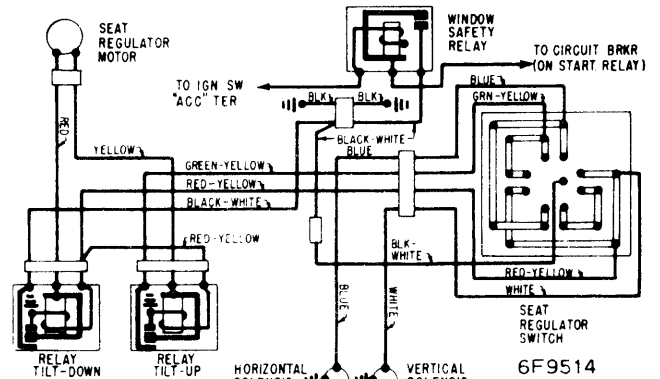 SEAT
REGULATOR
MOTOR
WINDOW
SAFETY
RELAY
TO CIRCUIT BRKR
(ON START. RELAY)
TO IGN SW
"ACC" TER
BLUE
GRN-YELLOW
BLK
BLK
RED
YELLOW
BLACK-WHITE
BLUE
GREEN-YELLOW
RED-YELLOW
BLACK-WHITE
RED-YELLOW
BLK-
WHITE
RED-YELLOW
WHITE
BLUE
WHITE
SEAT
REGULATOR
SWITCH
RELAY
TILT-DOWN
RELAY
TILT-UP
HORIZONTAL
VERTICAL
6F9514